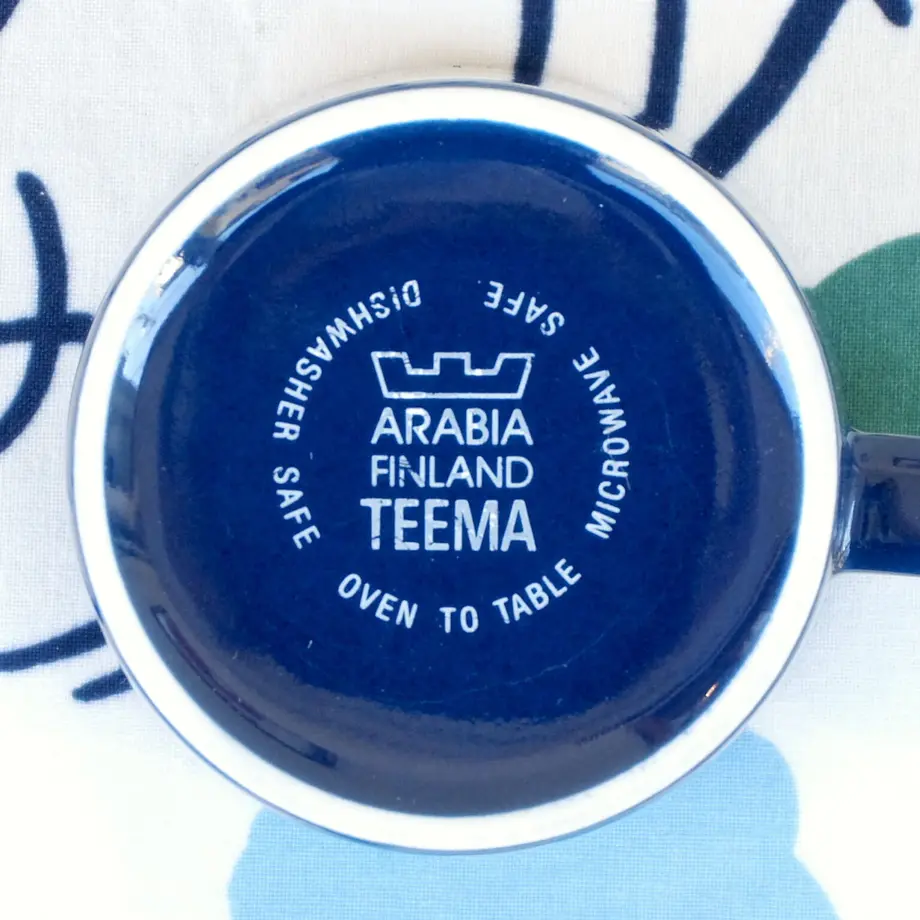 ARABIA
FINLAND
TEEMA
DISHWASHER SAFE
OVEN TO TABLE
MICROWAVE SAFE